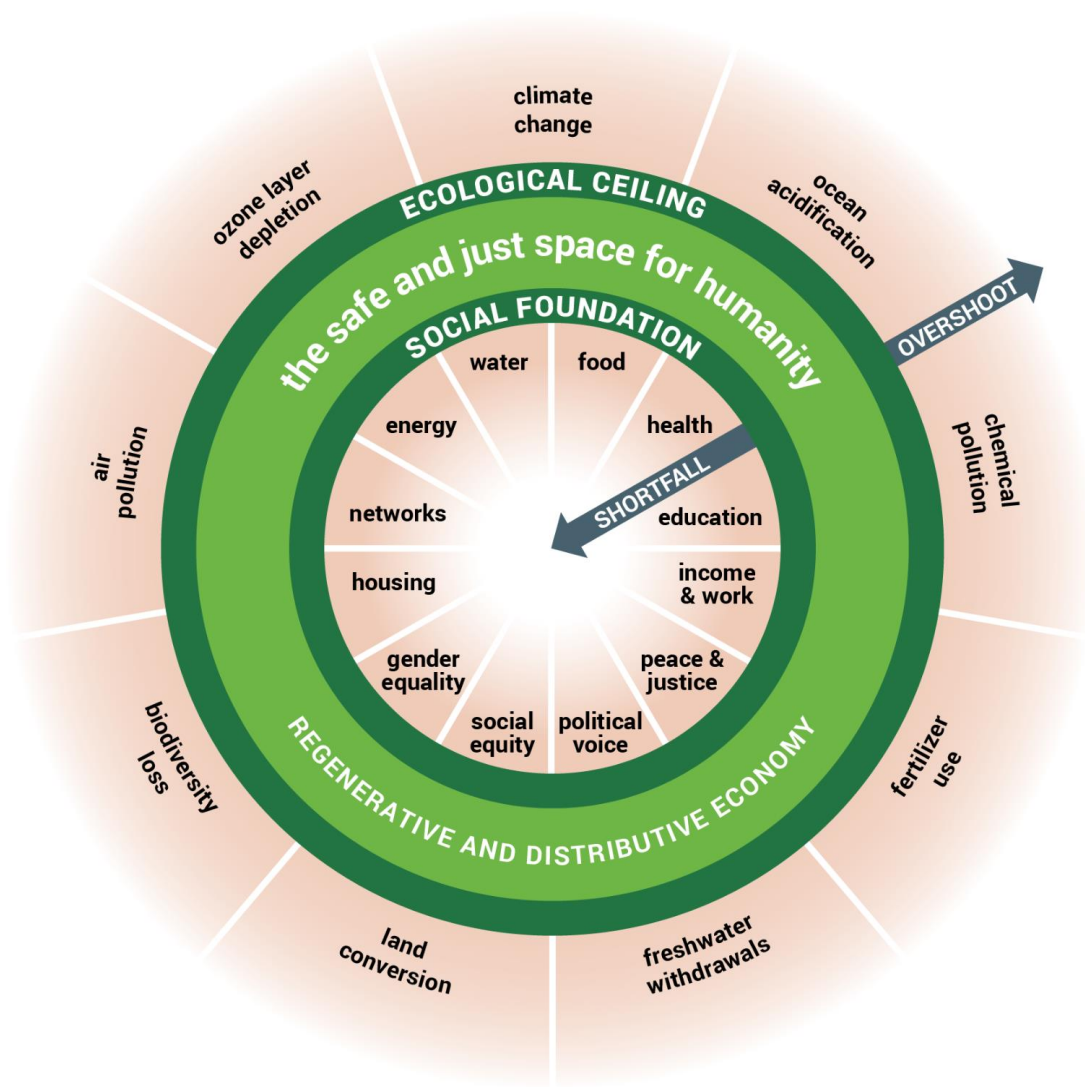 climate
change
ocean
acidification
chemical
pollution
fertilizer
use
freshwater
withdrawals
land
conversion
biodiversity
loss
air
pollution
ozone layer
depletion
ECOLOGICAL CEILING
the safe and just space for humanity
SOCIAL FOUNDATION
OVERSHOOT
SHORTFALL
water
food
health
education
income
& work
peace &
justice
political
voice
social
equity
gender
equality
housing
networks
energy
REGENERATIVE AND DISTRIBUTIVE ECONOMY